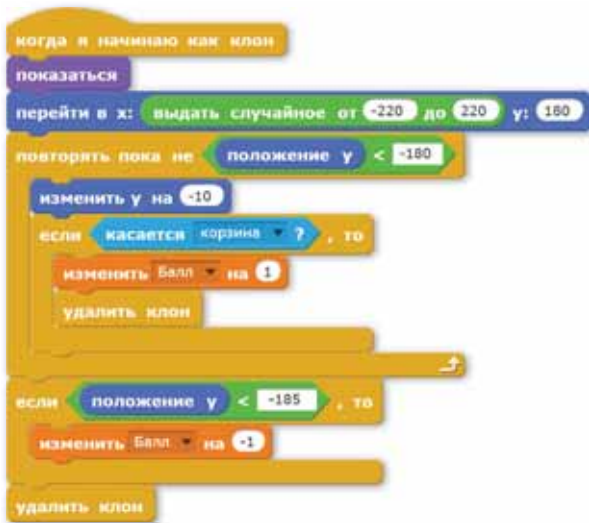 когда я начинаю как клон
показаться
перейти в x: выдать случайное от -220 до 220 y: 180
повторять пока не положение y < -180
изменить y на -10
если касается корзина ? , то
изменить Балл на 1
удалить клон
если положение y < -185 , то
изменить Балл на -1
удалить клон